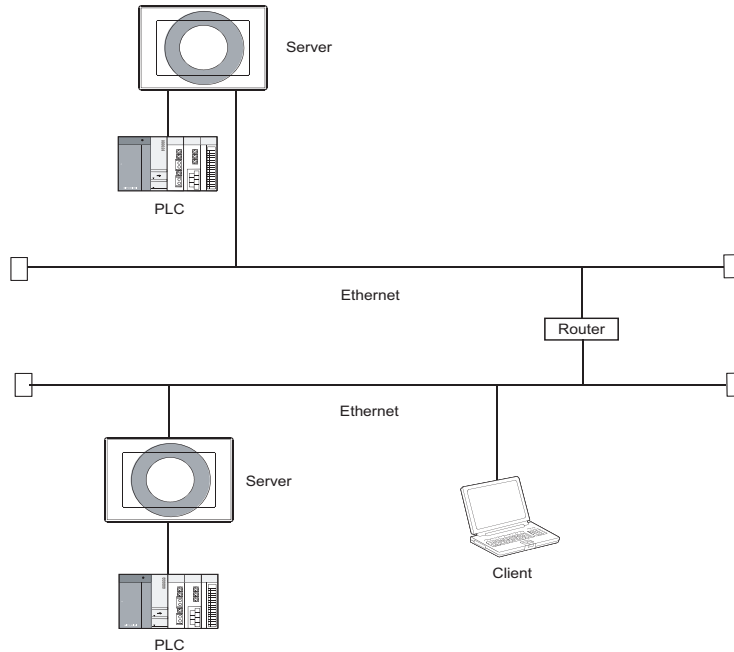 Server
PLC
Ethernet
Router
Ethernet
Server
Client
PLC